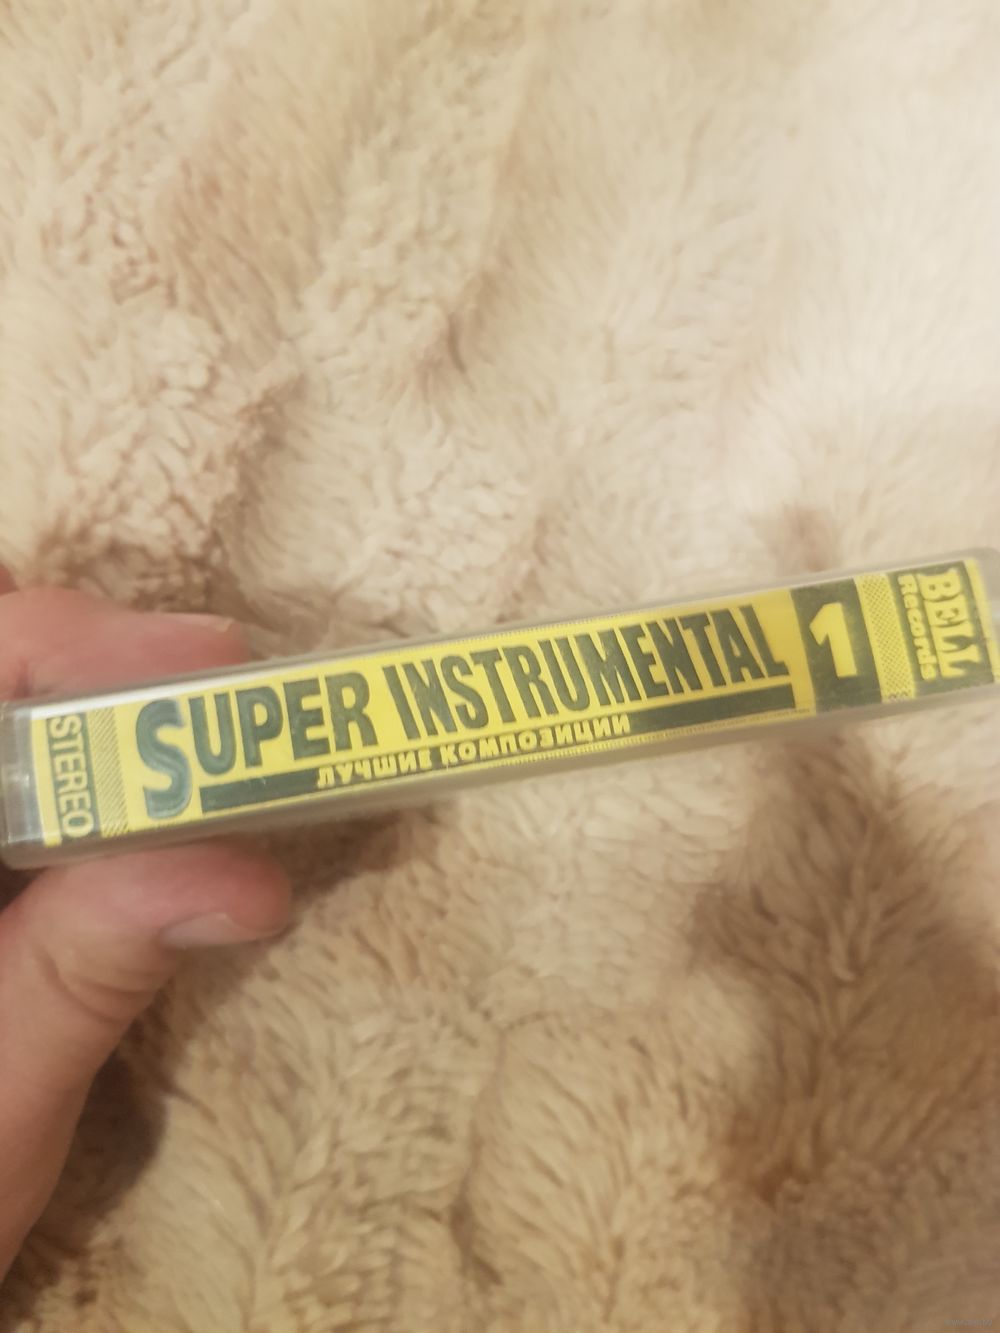 STEREO
SUPER INSTRUMENTAL 1
ЛУЧШИЕ КОМПОЗИЦИИ
BELL
Records